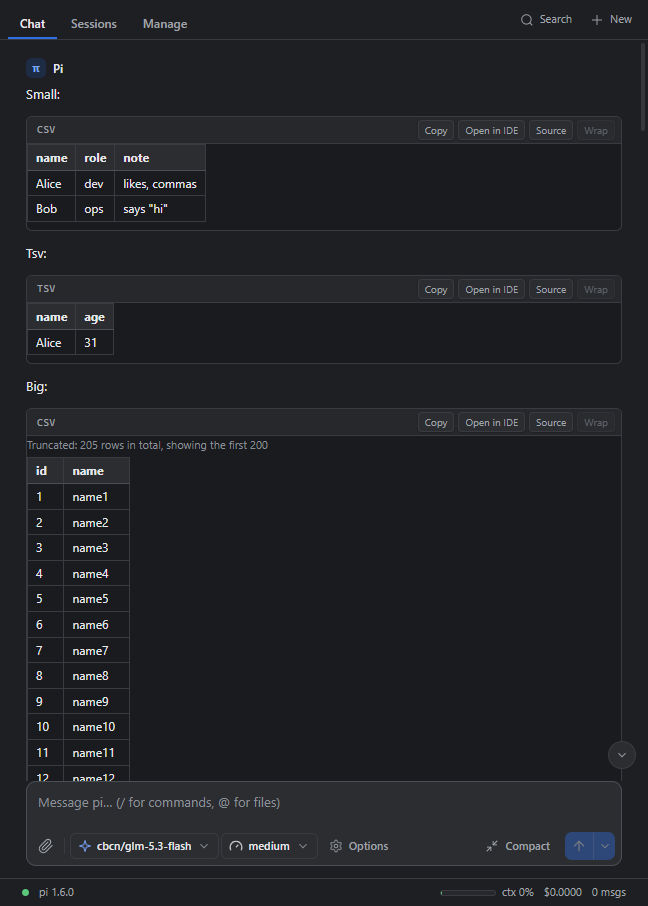 Chat Sessions Manage Search New
π Pi
Small:
CSV Copy Open in IDE Source Wrap
name role note
Alice dev likes, commas
Bob ops says "hi"
Tsv:
TSV Copy Open in IDE Source Wrap
name age
Alice 31
Big:
CSV Copy Open in IDE Source Wrap
Truncated: 205 rows in total, showing the first 200
id name
1 name1
2 name2
3 name3
4 name4
5 name5
6 name6
7 name7
8 name8
9 name9
10 name10
11 name11
12 name12
Message pi... (/ for commands, @ for files)
cbcn/glm-5.3-flash medium Options Compact
pi 1.6.0 ctx 0% $0.0000 0 msgs